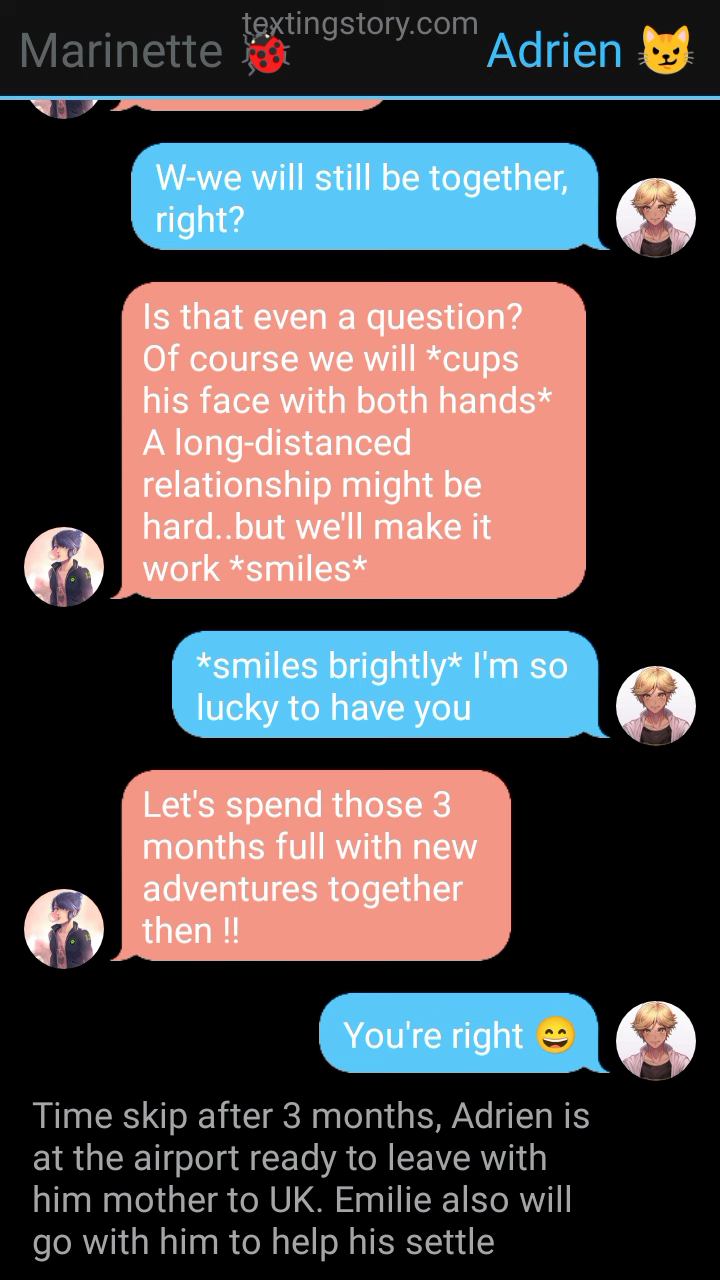 textingstory.com
Marinette 🐞 Adrien 😼
W-we will still be together,
right?
Is that even a question?
Of course we will *cups
his face with both hands*
A long-distanced
relationship might be
hard..but we'll make it
work *smiles*
*smiles brightly* I'm so
lucky to have you
Let's spend those 3
months full with new
adventures together
then !!
You're right 😄
Time skip after 3 months, Adrien is
at the airport ready to leave with
him mother to UK. Emilie also will
go with him to help his settle